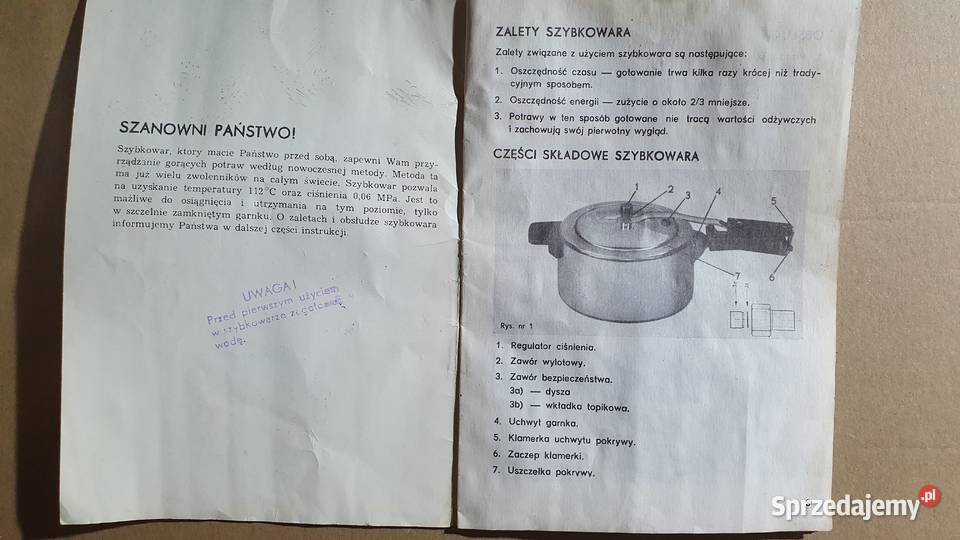 SZANOWNI PAŃSTWO!
Szybkowar, który macie Państwo przed sobą, zapewni Wam przy-
rządzanie gorących potraw według nowoczesnej metody. Metoda ta
ma już wielu zwolenników na całym świecie. Szybkowar pozwala
na uzyskanie temperatury 112°C oraz ciśnienia 0,06 MPa. Jest to
możliwe do osiągnięcia i utrzymania na tym poziomie, tylko
w szczelnie zamkniętym garnku. O zaletach i obsłudze szybkowara
informujemy Państwa w dalszej części instrukcji.
UWAGA!
Przed pierwszym użyciem
w szybkowarze zagotować
wodę.
ZALETY SZYBKOWARA
Zalety związane z użyciem szybkowara są następujące:
1. Oszczędność czasu — gotowanie trwa kilka razy krócej niż trady-
cyjnym sposobem.
2. Oszczędność energii — zużycie o około 2/3 mniejsze.
3. Potrawy w ten sposób gotowane nie tracą wartości odżywczych
i zachowują swój pierwotny wygląd.
CZĘŚCI SKŁADOWE SZYBKOWARA
1 2 3 4 5
6
7
Rys. nr 1
1. Regulator ciśnienia.
2. Zawór wylotowy.
3. Zawór bezpieczeństwa.
3a) — dysza
3b) — wkładka topikowa.
4. Uchwyt garnka.
5. Klamerka uchwytu pokrywy.
6. Zaczep klamerki.
7. Uszczelka pokrywy.
Sprzedajemy.pl